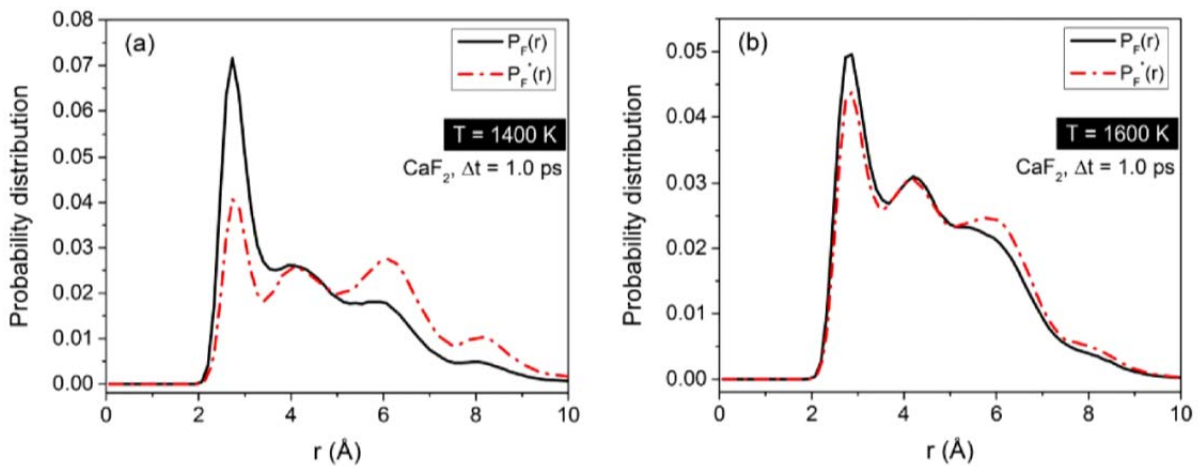 (a)
P_F(r)
P_F^*(r)
T = 1400 K
CaF₂, Δt = 1.0 ps
Probability distribution
0.08
0.07
0.06
0.05
0.04
0.03
0.02
0.01
0.00
0 2 4 6 8 10
r (Å)
(b)
P_F(r)
P_F^*(r)
T = 1600 K
CaF₂, Δt = 1.0 ps
Probability distribution
0.05
0.04
0.03
0.02
0.01
0.00
0 2 4 6 8 10
r (Å)